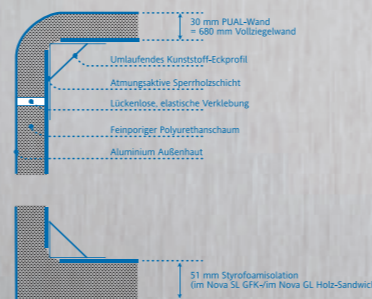 30 mm PUAL-Wand
= 680 mm Vollziegelwand
Umlaufendes Kunststoff-Eckprofil
Atmungsaktive Sperrholzschicht
Lückenlose, elastische Verklebung
Feinporiger Polyurethanschaum
Aluminium Außenhaut
51 mm Styrofoamisolation
(im Nova SL GFK-/im Nova GL Holz-Sandwich